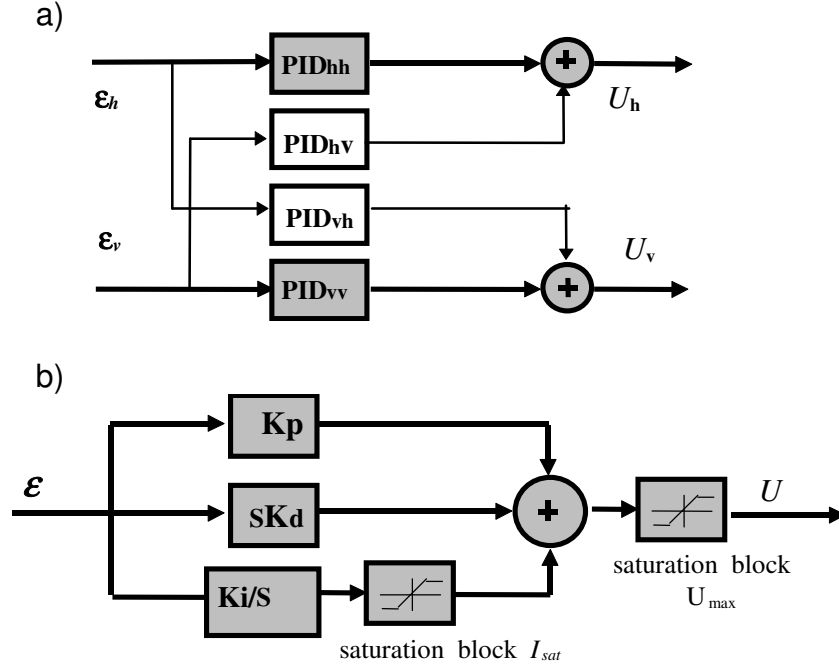 a)
PIDhh
+
εh
Uh
PIDhv
PIDvh
εv
Uv
PIDvv
+
b)
Kp
ε
SKd
+
U
saturation block
Umax
Ki/S
saturation block Isat